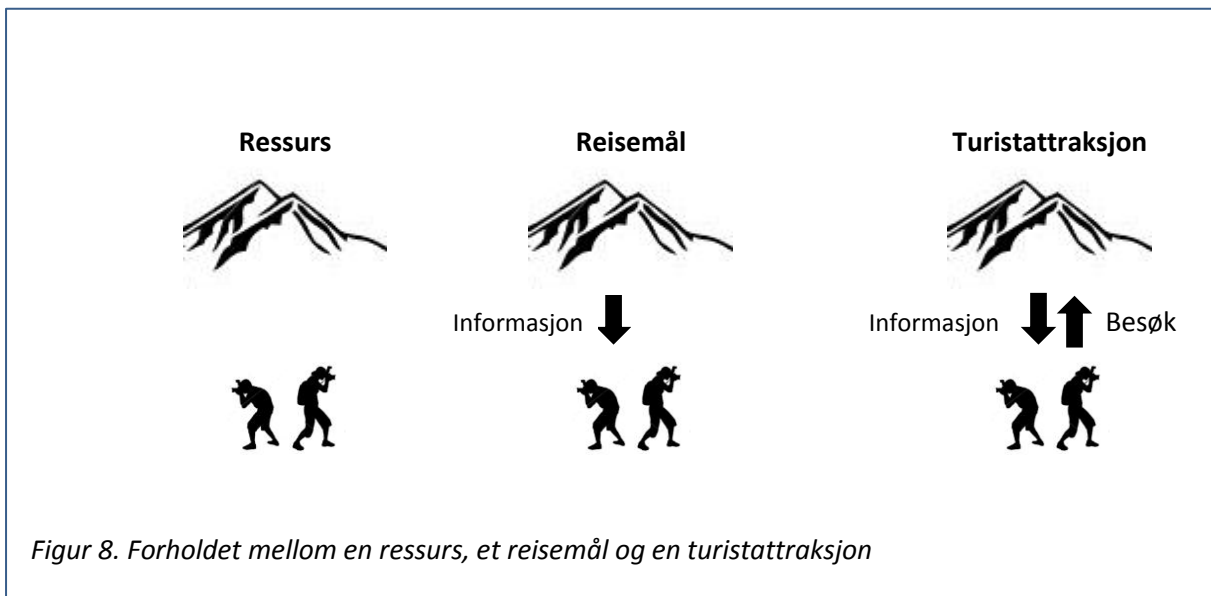 Ressurs
Reisemål
Turistattraksjon
Informasjon
Informasjon
Besøk
Figur 8. Forholdet mellom en ressurs, et reisemål og en turistattraksjon